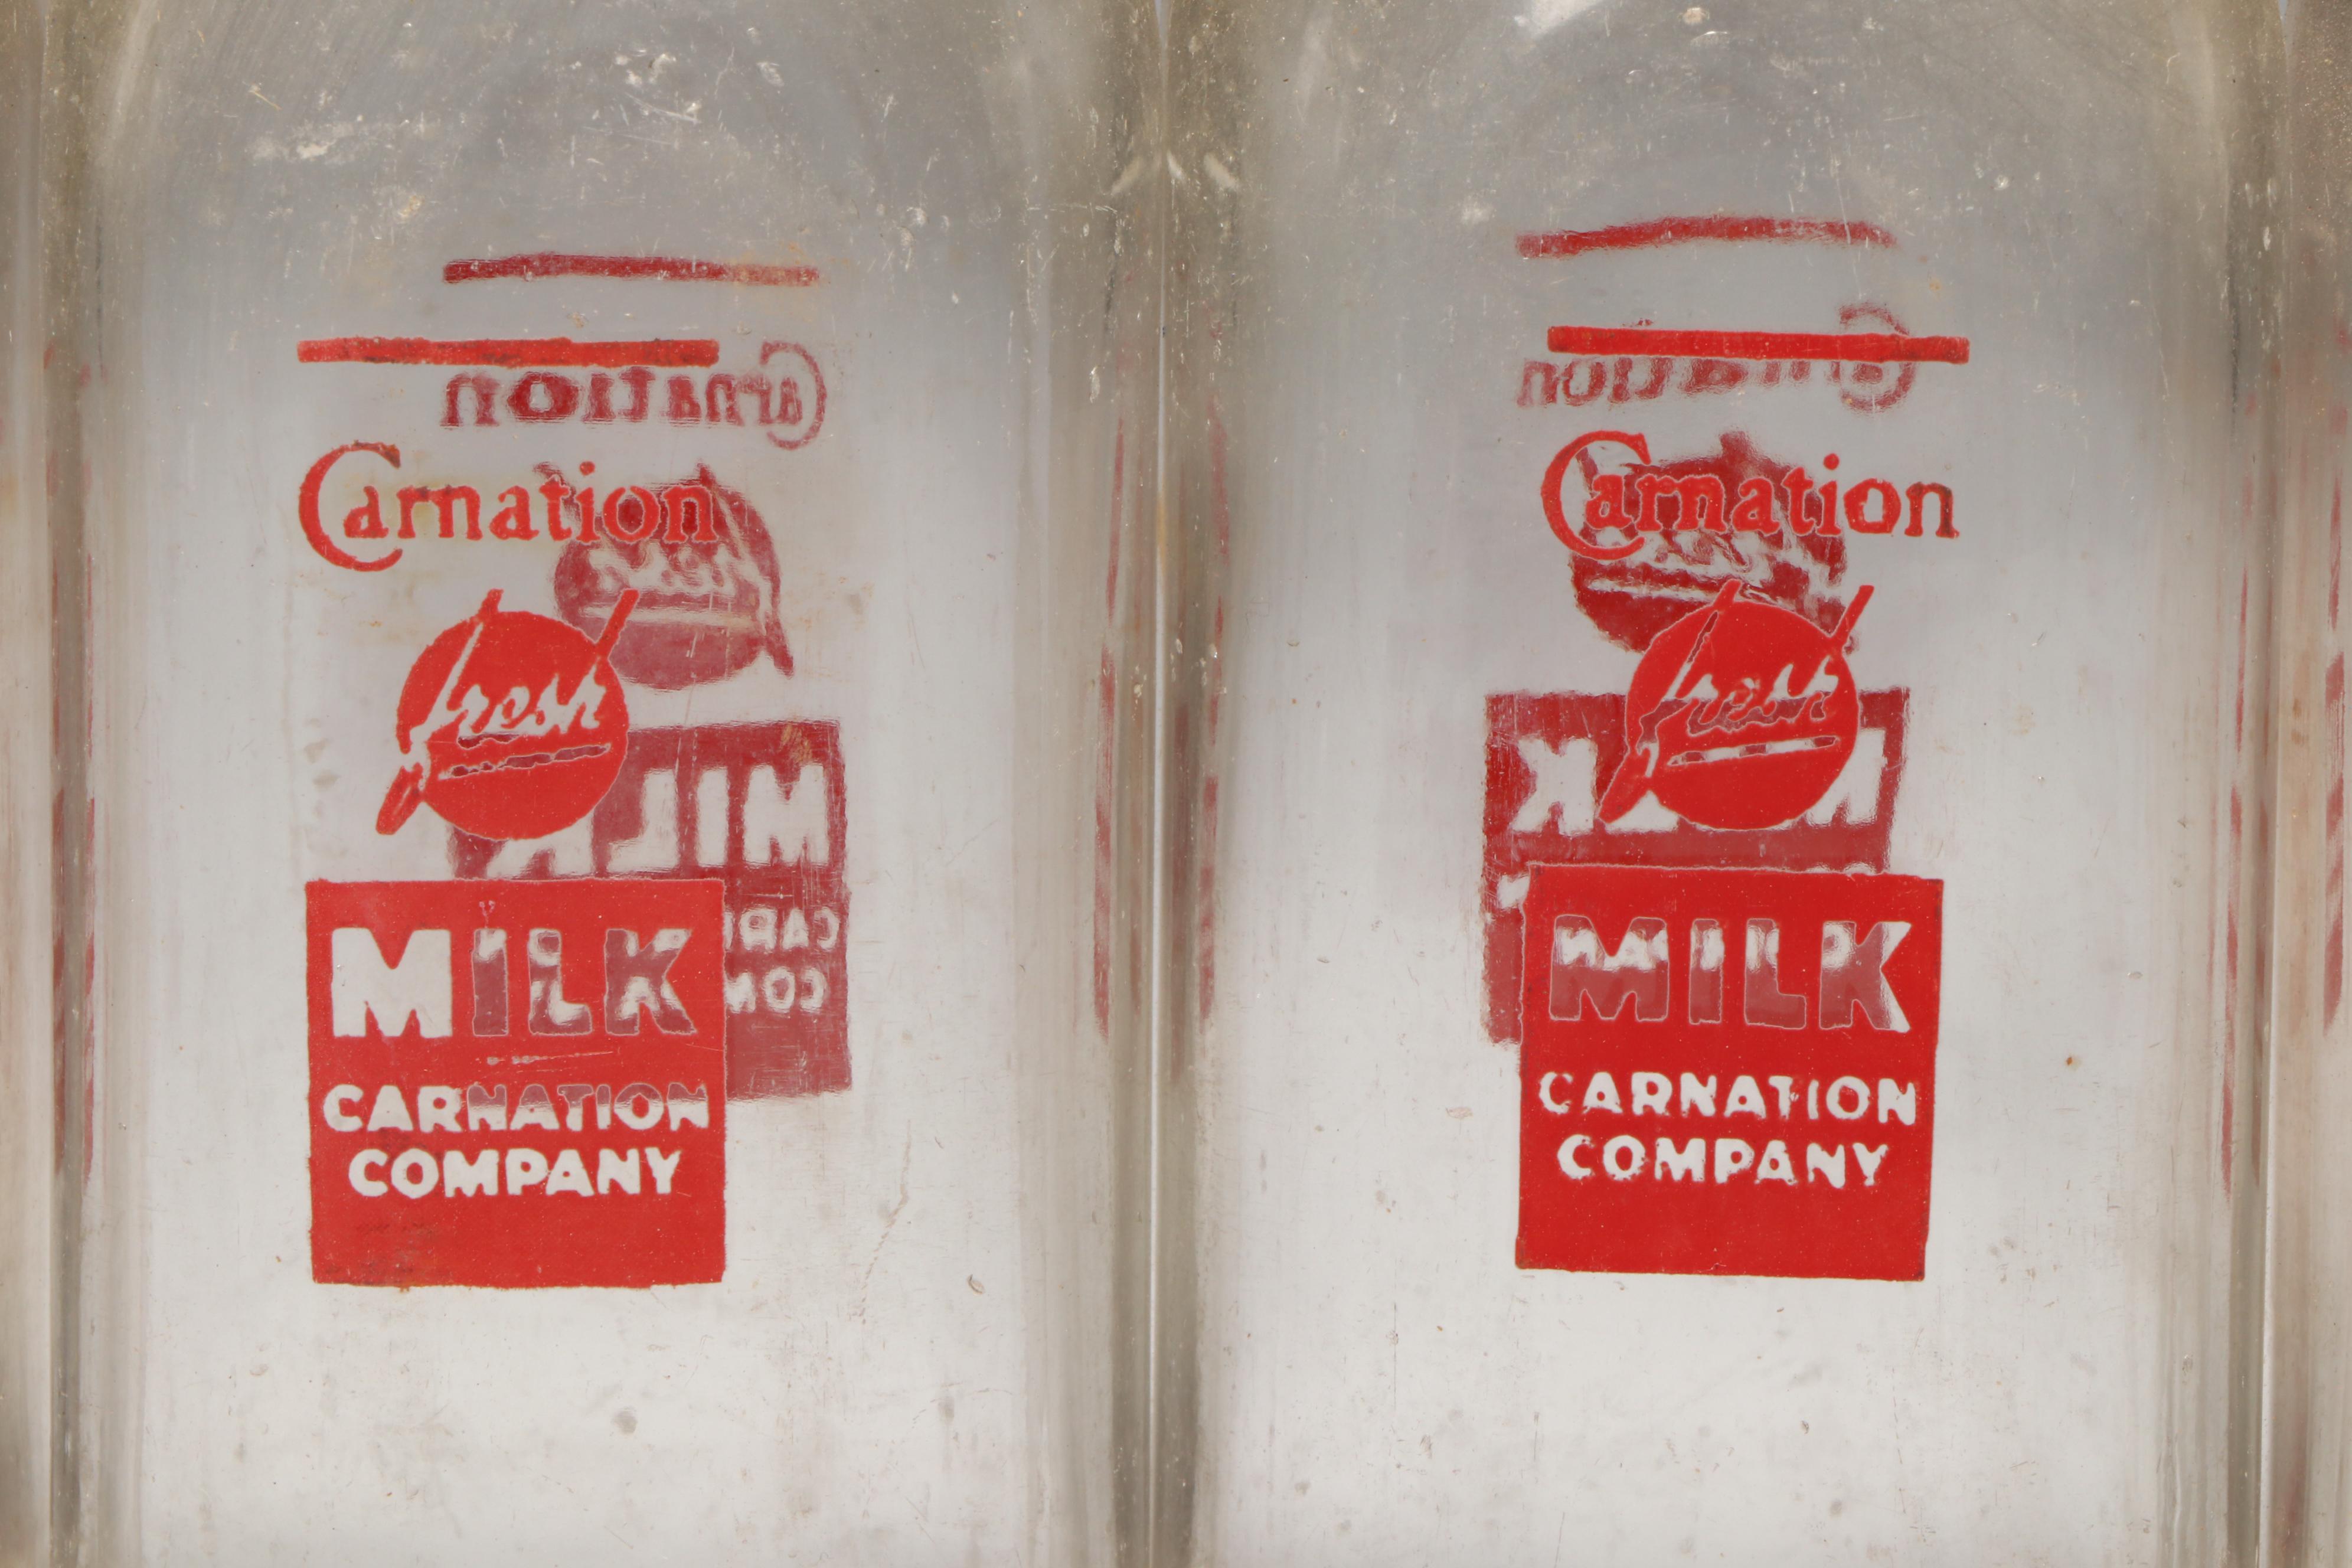 Carnation
fresh
MILK
CARNATION
COMPANY
Carnation
fresh
MILK
CARNATION
COMPANY